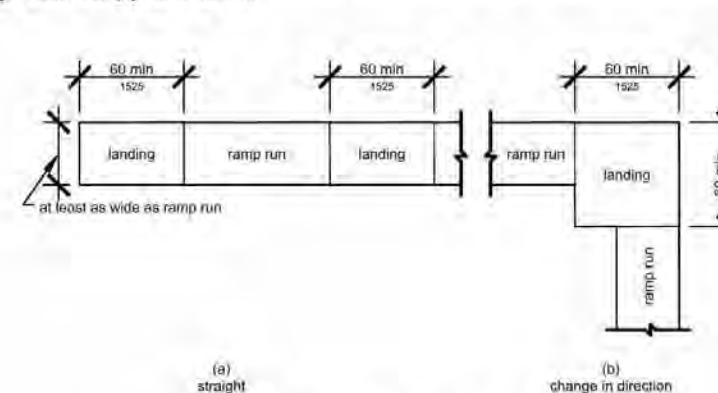 60 min
1525
60 min
1525
60 min
1525
landing
ramp run
landing
ramp run
landing
at least as wide as ramp run
ramp run
(a)
straight
(b)
change in direction